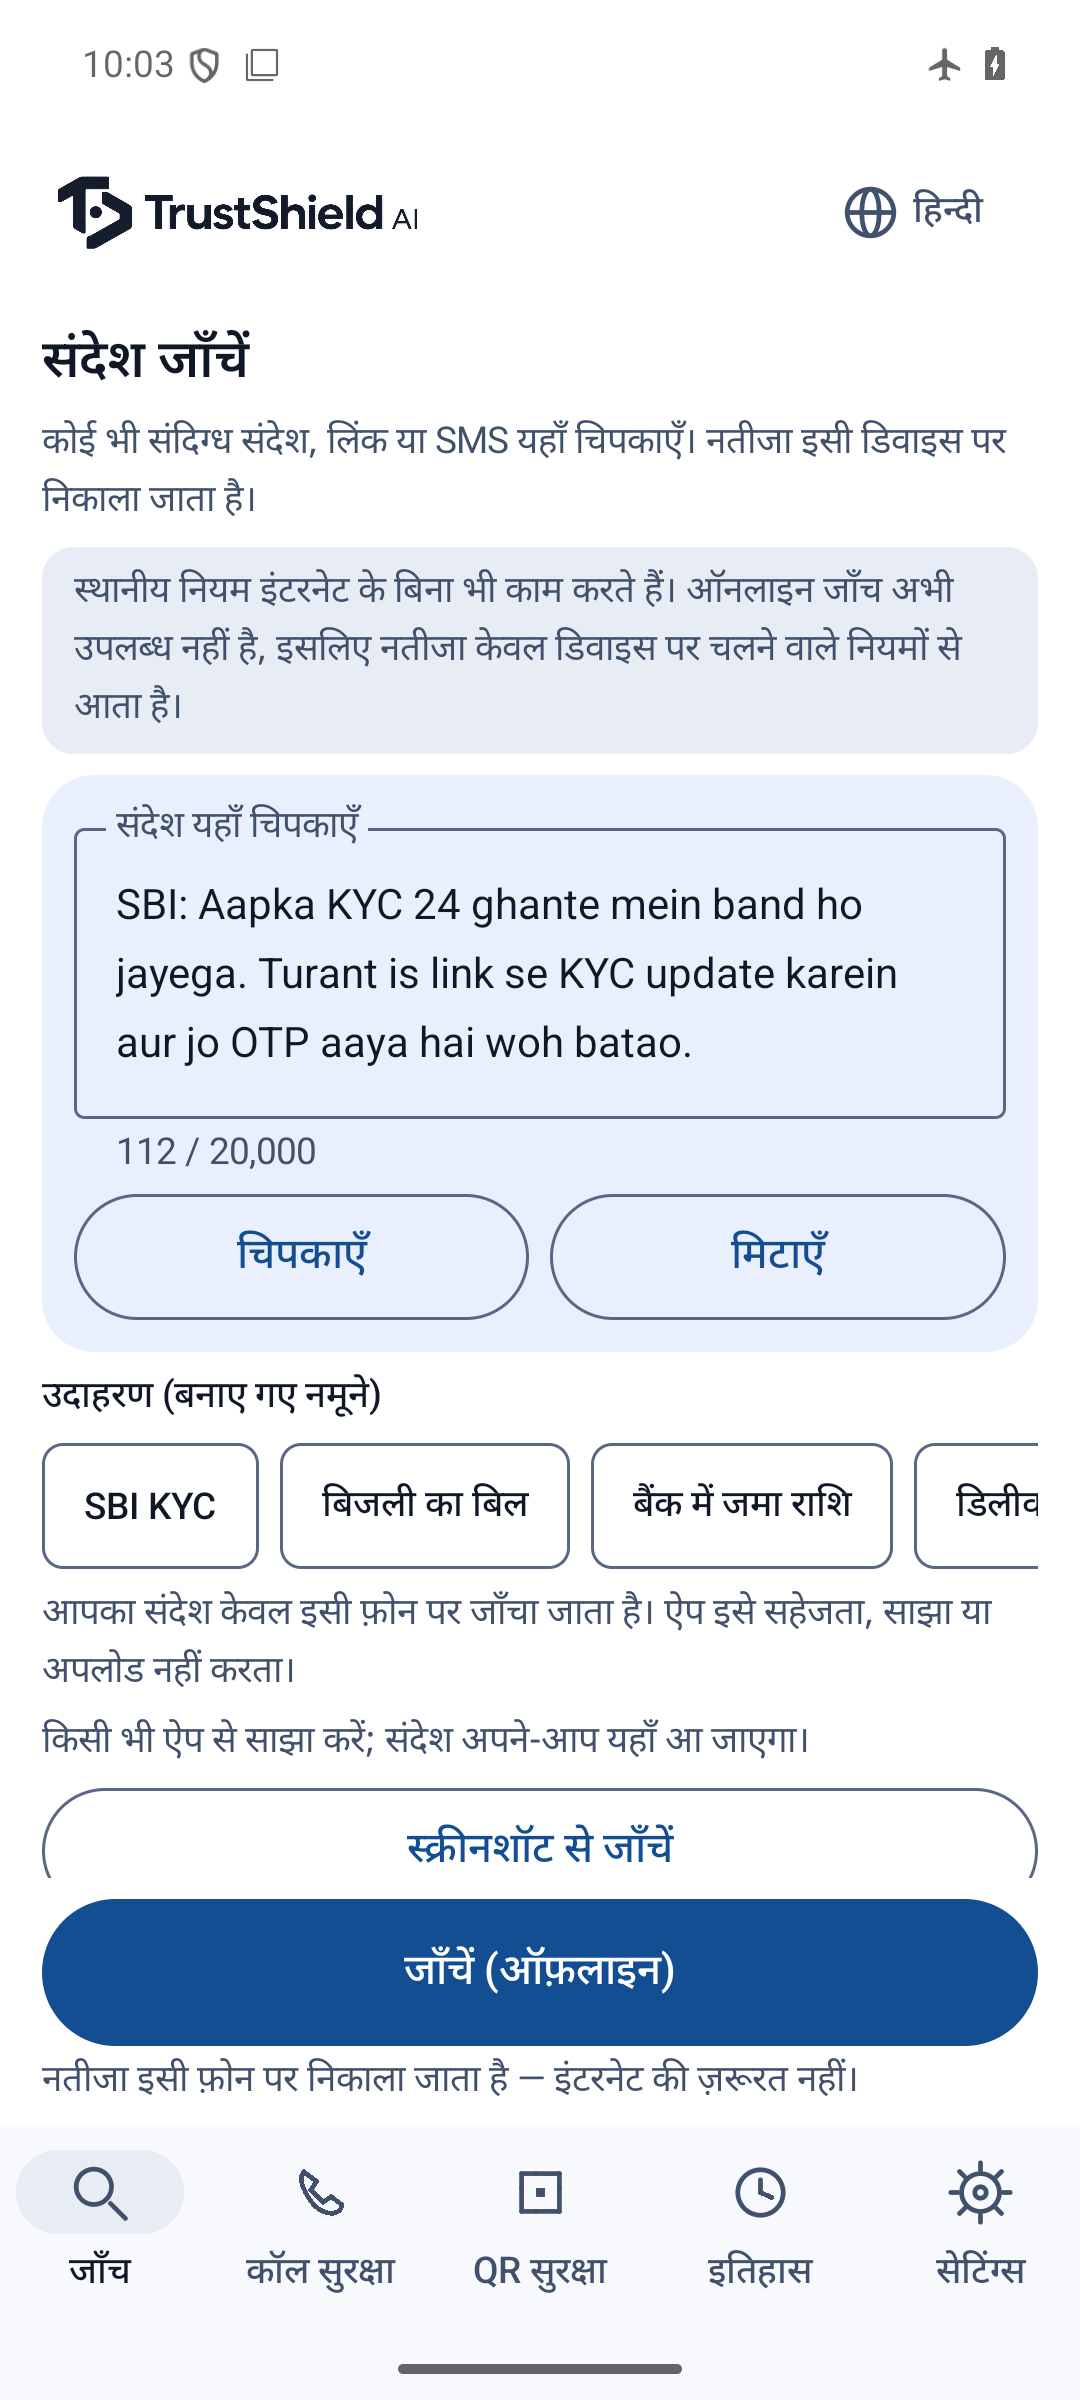 10:03
TrustShield AI
हिन्दी
संदेश जाँचें
कोई भी संदिग्ध संदेश, लिंक या SMS यहाँ चिपकाएँ। नतीजा इसी डिवाइस पर
निकाला जाता है।
स्थानीय नियम इंटरनेट के बिना भी काम करते हैं। ऑनलाइन जाँच अभी
उपलब्ध नहीं है, इसलिए नतीजा केवल डिवाइस पर चलने वाले नियमों से
आता है।
संदेश यहाँ चिपकाएँ
SBI: Aapka KYC 24 ghante mein band ho
jayega. Turant is link se KYC update karein
aur jo OTP aaya hai woh batao.
112 / 20,000
चिपकाएँ
मिटाएँ
उदाहरण (बनाए गए नमूने)
SBI KYC
बिजली का बिल
बैंक में जमा राशि
आपका संदेश केवल इसी फ़ोन पर जाँचा जाता है। ऐप इसे सहेजता, साझा या
अपलोड नहीं करता।
किसी भी ऐप से साझा करें; संदेश अपने-आप यहाँ आ जाएगा।
स्क्रीनशॉट से जाँचें
जाँचें (ऑफ़लाइन)
नतीजा इसी फ़ोन पर निकाला जाता है — इंटरनेट की ज़रूरत नहीं।
जाँच
कॉल सुरक्षा
QR सुरक्षा
इतिहास
सेटिंग्स